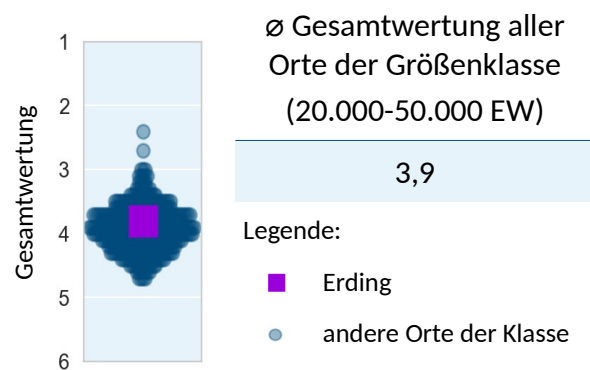 Gesamtwertung
1
2
3
4
5
6
ø Gesamtwertung aller
Orte der Größenklasse
(20.000-50.000 EW)
3,9
Legende:
Erding
andere Orte der Klasse